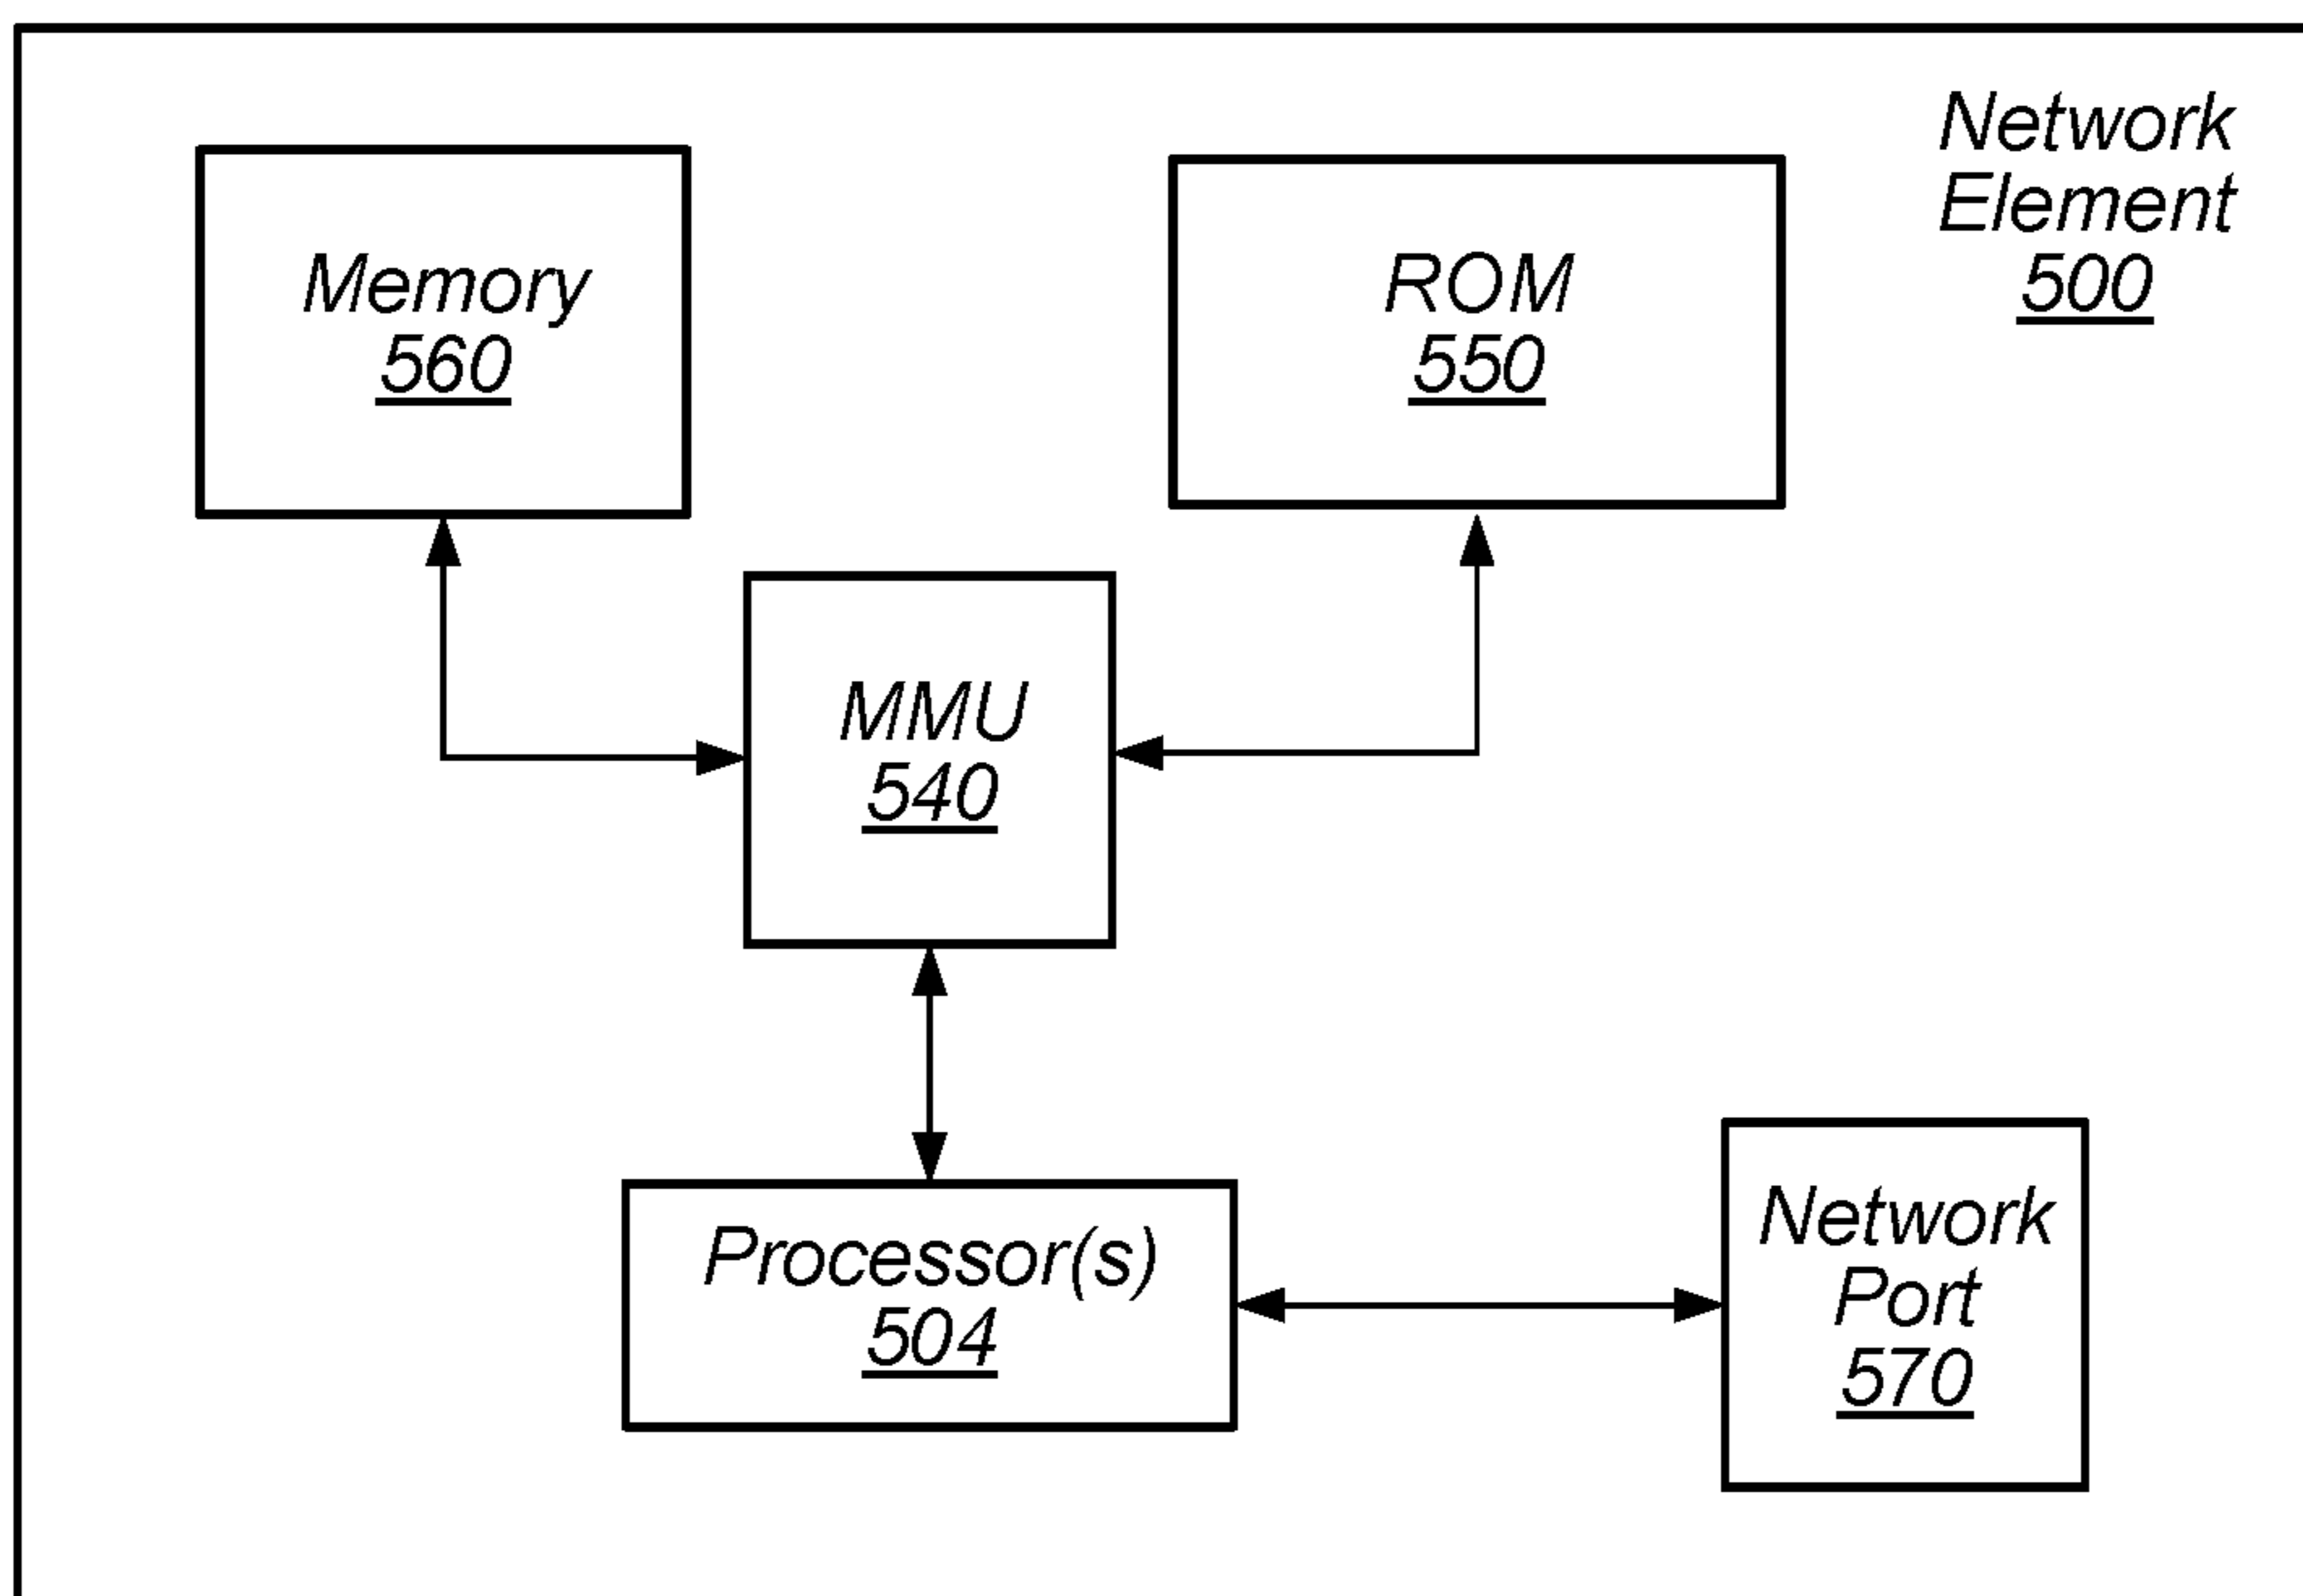 Network
Element
500
Memory
560
ROM
550
MMU
540
Processor(s)
504
Network
Port
570